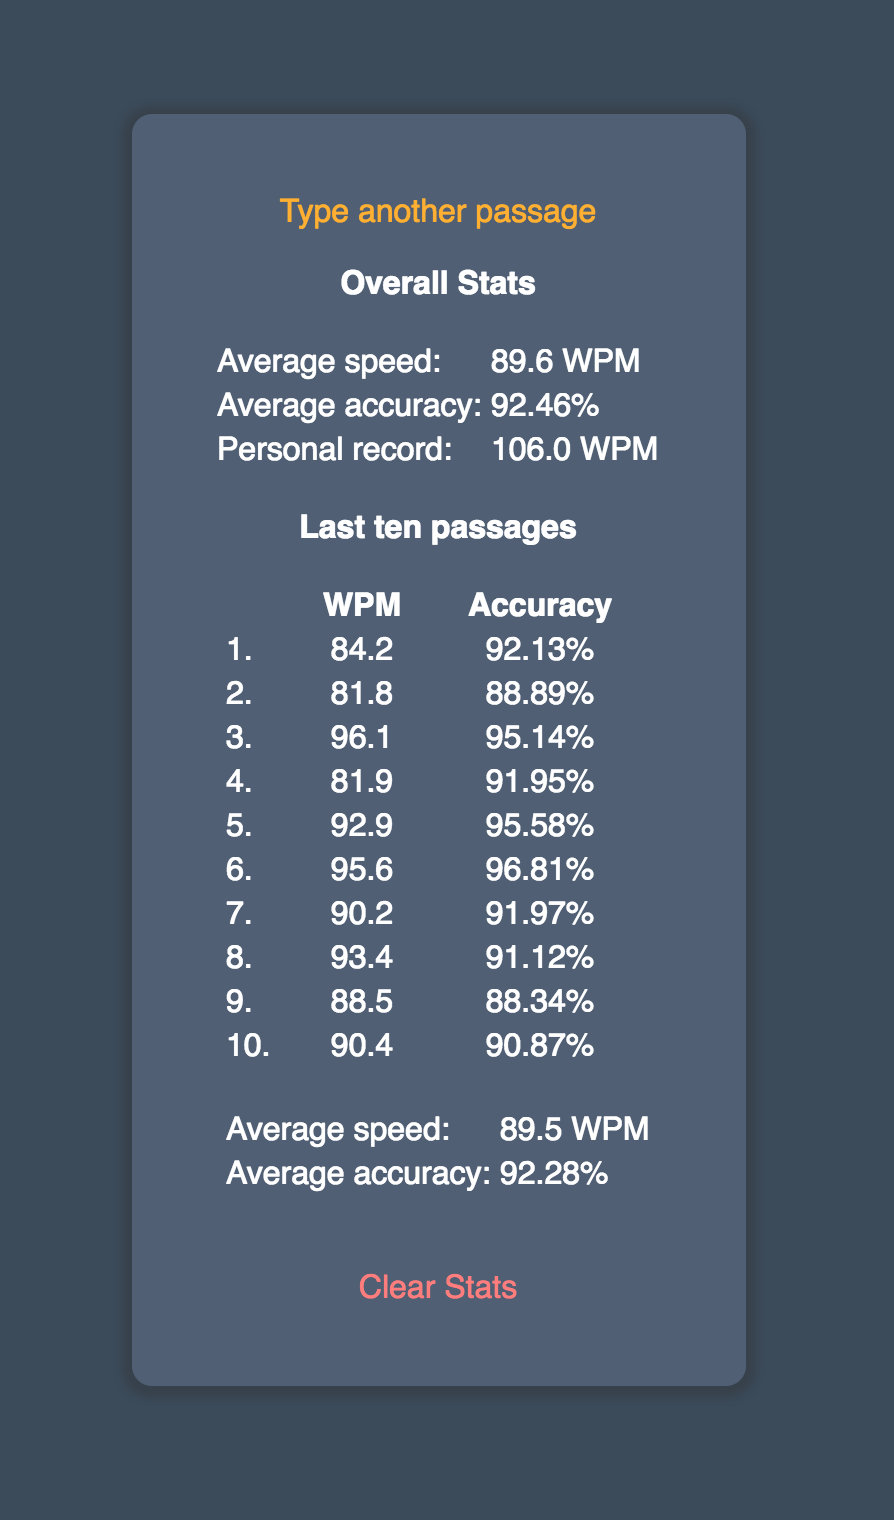 Type another passage
Overall Stats
Average speed: 89.6 WPM
Average accuracy: 92.46%
Personal record: 106.0 WPM
Last ten passages
WPM Accuracy
1. 84.2 92.13%
2. 81.8 88.89%
3. 96.1 95.14%
4. 81.9 91.95%
5. 92.9 95.58%
6. 95.6 96.81%
7. 90.2 91.97%
8. 93.4 91.12%
9. 88.5 88.34%
10. 90.4 90.87%
Average speed: 89.5 WPM
Average accuracy: 92.28%
Clear Stats